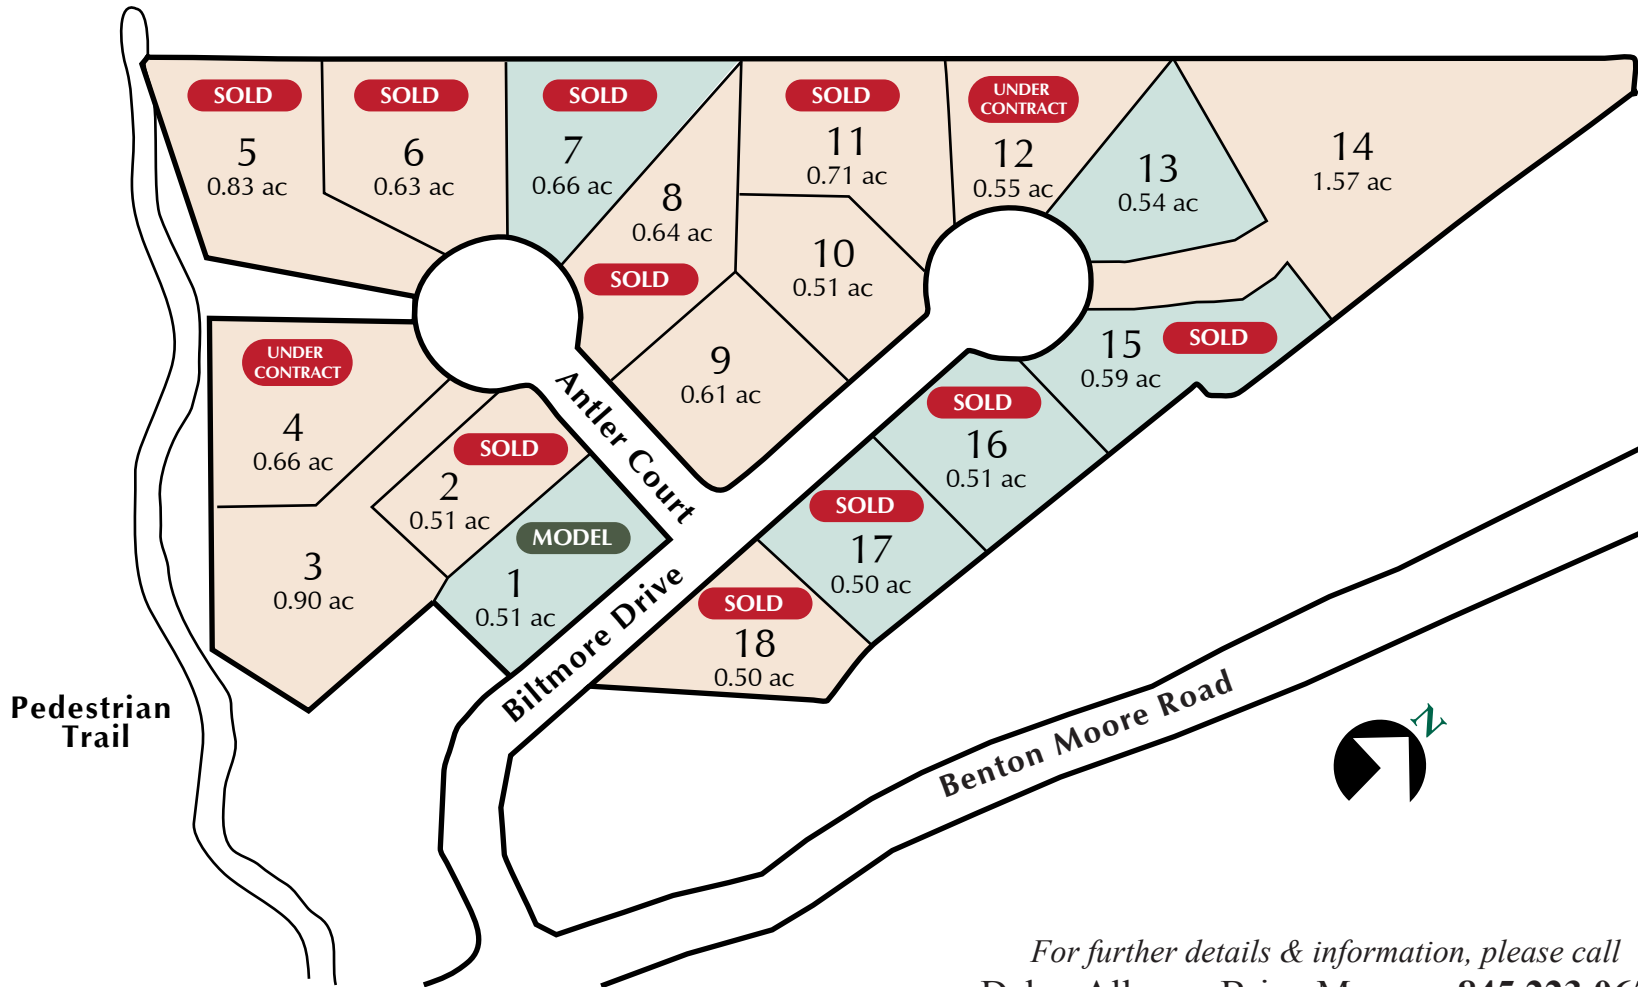 SOLD
5
0.83 ac
SOLD
6
0.63 ac
SOLD
7
0.66 ac
8
0.64 ac
SOLD
SOLD
11
0.71 ac
UNDER
CONTRACT
12
0.55 ac
13
0.54 ac
14
1.57 ac
10
0.51 ac
9
0.61 ac
15
0.59 ac
SOLD
SOLD
16
0.51 ac
SOLD
17
0.50 ac
SOLD
18
0.50 ac
UNDER
CONTRACT
4
0.66 ac
SOLD
2
0.51 ac
MODEL
1
0.51 ac
3
0.90 ac
Antler Court
Biltmore Drive
Pedestrian
Trail
Benton Moore Road
N
For further details & information, please call